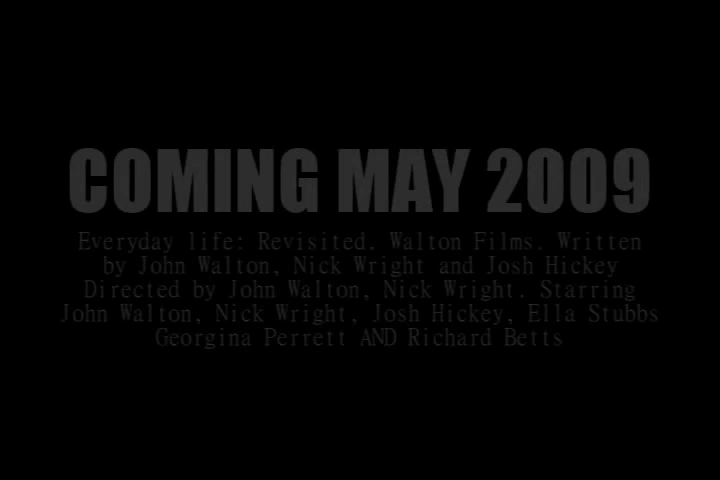 COMING MAY 2009
Everyday life: Revisited. Walton Films. Written
by John Walton, Nick Wright and Josh Hickey
Directed by John Walton, Nick Wright. Starring
John Walton, Nick Wright, Josh Hickey, Ella Stubbs
Georgina Perrett AND Richard Betts